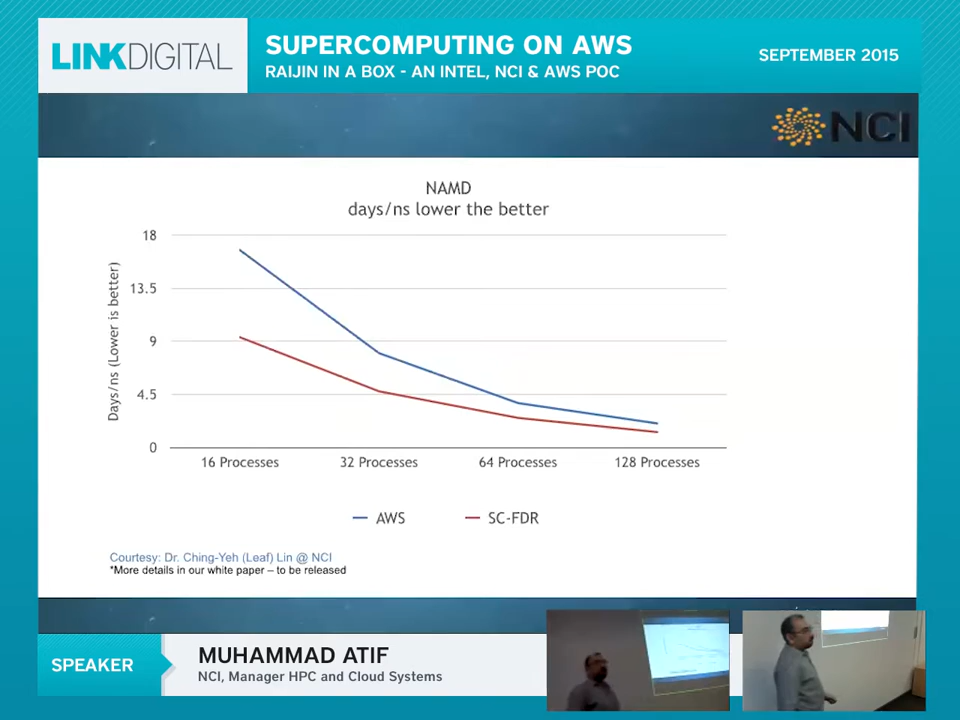 LINKDIGITAL
SUPERCOMPUTING ON AWS
RAIJIN IN A BOX - AN INTEL, NCI & AWS POC
SEPTEMBER 2015
NCI
NAMD
days/ns lower the better
Days/ns (Lower is better)
18
13.5
9
4.5
0
16 Processes
32 Processes
64 Processes
128 Processes
AWS
SC-FDR
Courtesy: Dr. Ching-Yeh (Leaf) Lin @ NCI
*More details in our white paper – to be released
SPEAKER
MUHAMMAD ATIF
NCI, Manager HPC and Cloud Systems